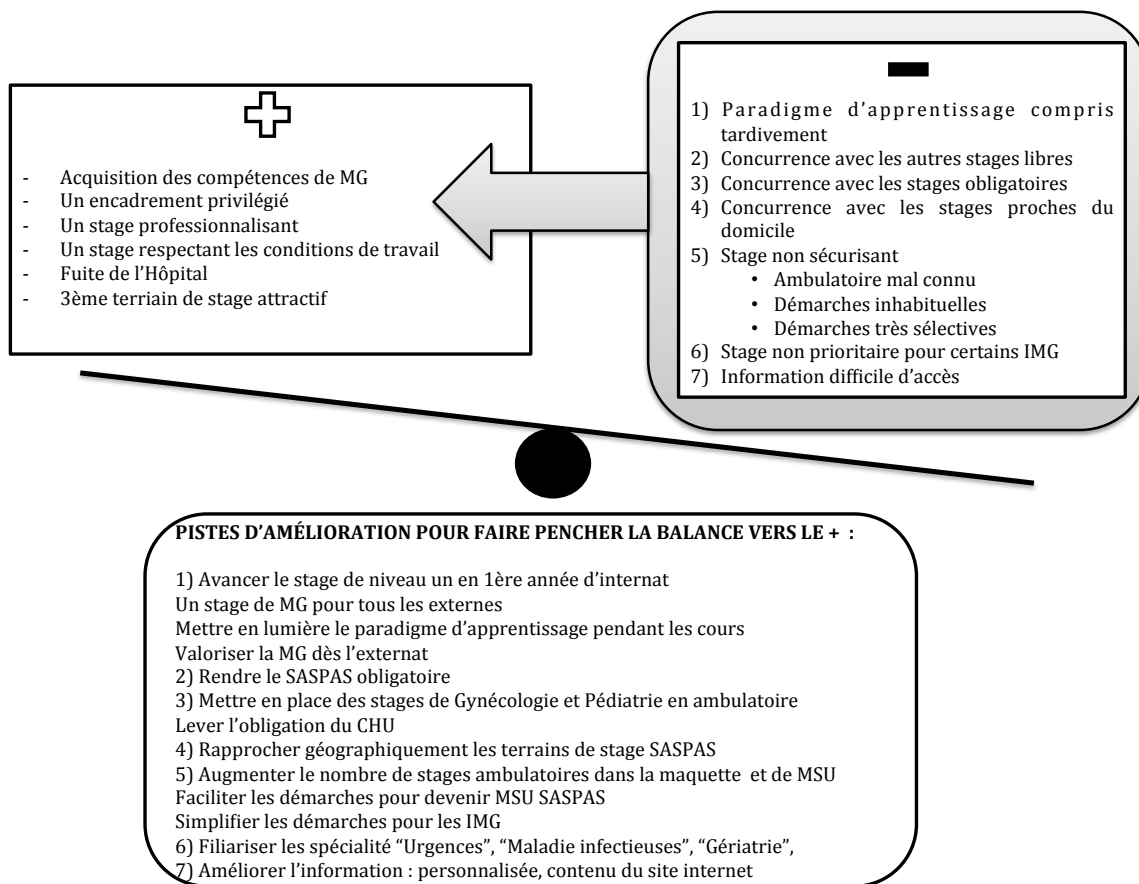 - Acquisition des compétences de MG
- Un encadrement privilégié
- Un stage professionnalisant
- Un stage respectant les conditions de travail
- Fuite de l’Hôpital
- 3ème terriain de stage attractif
1) Paradigme d’apprentissage compris
tardivement
2) Concurrence avec les autres stages libres
3) Concurrence avec les stages obligatoires
4) Concurrence avec les stages proches du
domicile
5) Stage non sécurisant
• Ambulatoire mal connu
• Démarches inhabituelles
• Démarches très sélectives
6) Stage non prioritaire pour certains IMG
7) Information difficile d’accès
PISTES D’AMÉLIORATION POUR FAIRE PENCHER LA BALANCE VERS LE + :
1) Avancer le stage de niveau un en 1ère année d’internat
Un stage de MG pour tous les externes
Mettre en lumière le paradigme d’apprentissage pendant les cours
Valoriser la MG dès l’externat
2) Rendre le SASPAS obligatoire
3) Mettre en place des stages de Gynécologie et Pédiatrie en ambulatoire
Lever l’obligation du CHU
4) Rapprocher géographiquement les terrains de stage SASPAS
5) Augmenter le nombre de stages ambulatoires dans la maquette et de MSU
Faciliter les démarches pour devenir MSU SASPAS
Simplifier les démarches pour les IMG
6) Filiariser les spécialité “Urgences”, “Maladie infectieuses”, “Gériatrie”,
7) Améliorer l’information : personnalisée, contenu du site internet